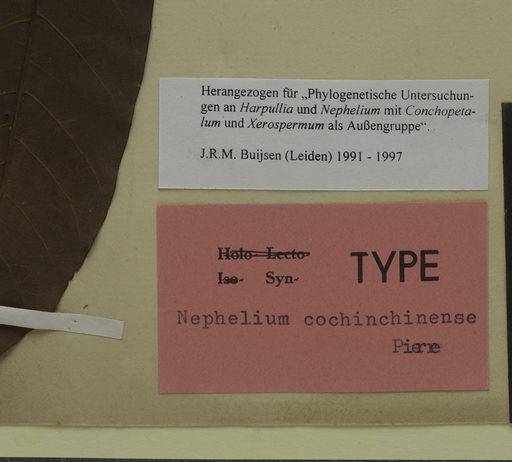 Herangezogen für „Phylogenetische Untersuchun-
gen an Harpullia und Nephelium mit Conchopeta-
lum und Xerospermum als Außengruppe“.
J.R.M. Buijsen (Leiden) 1991 - 1997
Holo- Lecto-
Iso- Syn- TYPE
Nephelium cochinchinense
Pierre